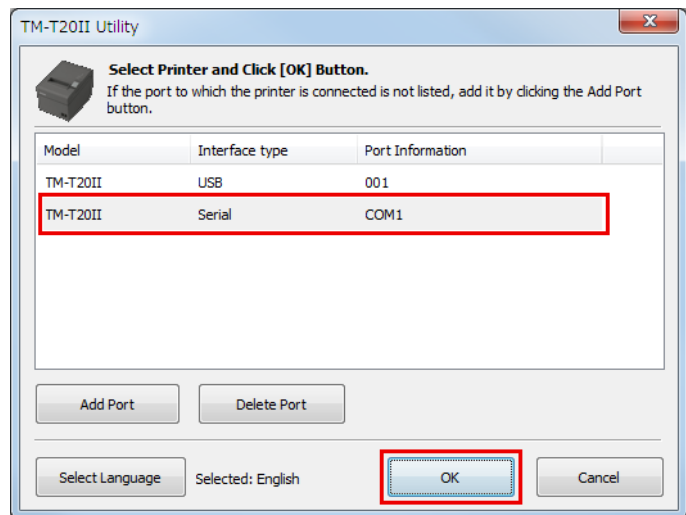 TM-T20II Utility
Select Printer and Click [OK] Button.
If the port to which the printer is connected is not listed, add it by clicking the Add Port
button.
Model Interface type Port Information
TM-T20II USB 001
TM-T20II Serial COM1
Add Port Delete Port
Select Language Selected: English OK Cancel